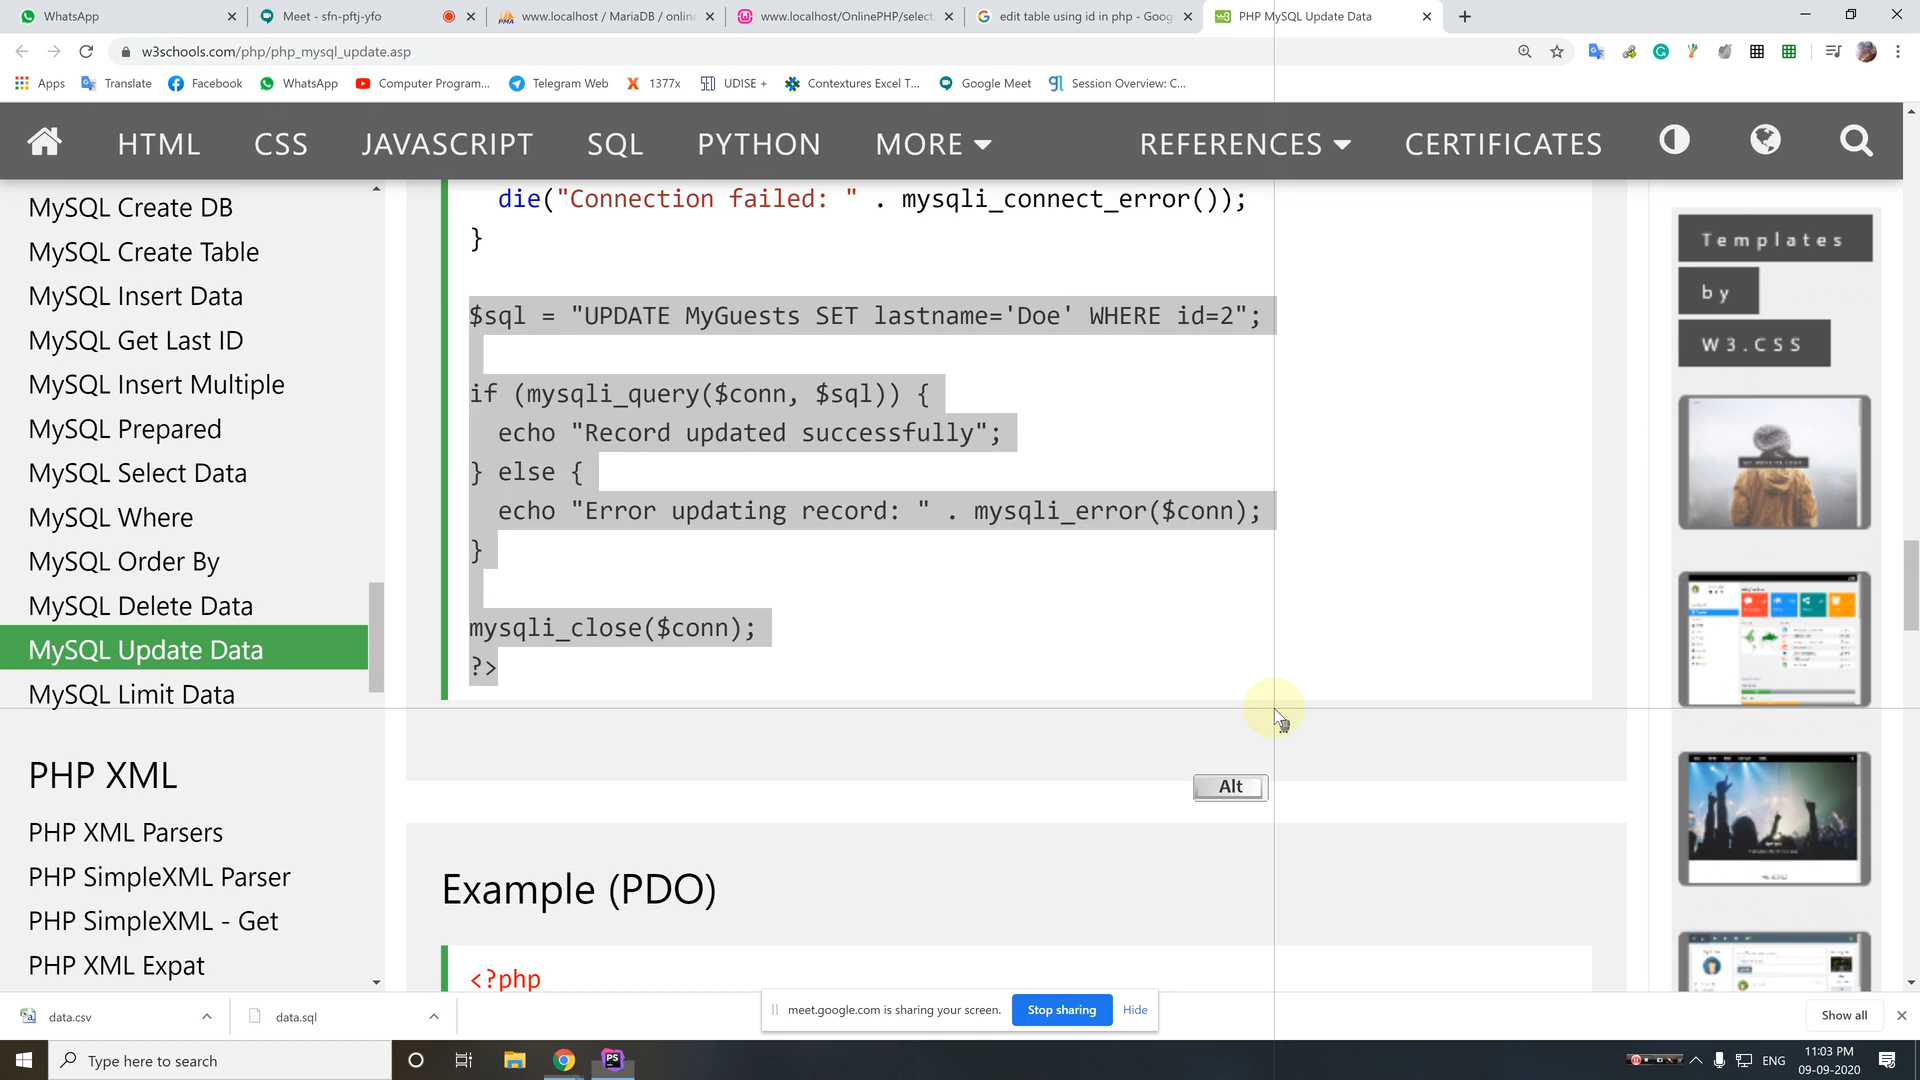 WhatsApp
Meet - sfn-pftj-yfo
www.localhost / MariaDB / online
www.localhost/OnlinePHP/select.
edit table using id in php - Goog
PHP MySQL Update Data
w3schools.com/php/php_mysql_update.asp
Apps
Translate
Facebook
WhatsApp
Computer Program...
Telegram Web
1377x
UDISE +
Contextures Excel T...
Google Meet
Session Overview: C...
HTML
CSS
JAVASCRIPT
SQL
PYTHON
MORE
REFERENCES
CERTIFICATES
MySQL Create DB
MySQL Create Table
MySQL Insert Data
MySQL Get Last ID
MySQL Insert Multiple
MySQL Prepared
MySQL Select Data
MySQL Where
MySQL Order By
MySQL Delete Data
MySQL Update Data
MySQL Limit Data
PHP XML
PHP XML Parsers
PHP SimpleXML Parser
PHP SimpleXML - Get
PHP XML Expat
die("Connection failed: " . mysqli_connect_error());
}
$sql = "UPDATE MyGuests SET lastname='Doe' WHERE id=2";
if (mysqli_query($conn, $sql)) {
echo "Record updated successfully";
} else {
echo "Error updating record: " . mysqli_error($conn);
}
mysqli_close($conn);
?>
Alt
Example (PDO)
<?php
Templates
by
W3.CSS
data.csv
data.sql
meet.google.com is sharing your screen.
Stop sharing
Hide
Show all
Type here to search
PS
ENG
11:03 PM
09-09-2020